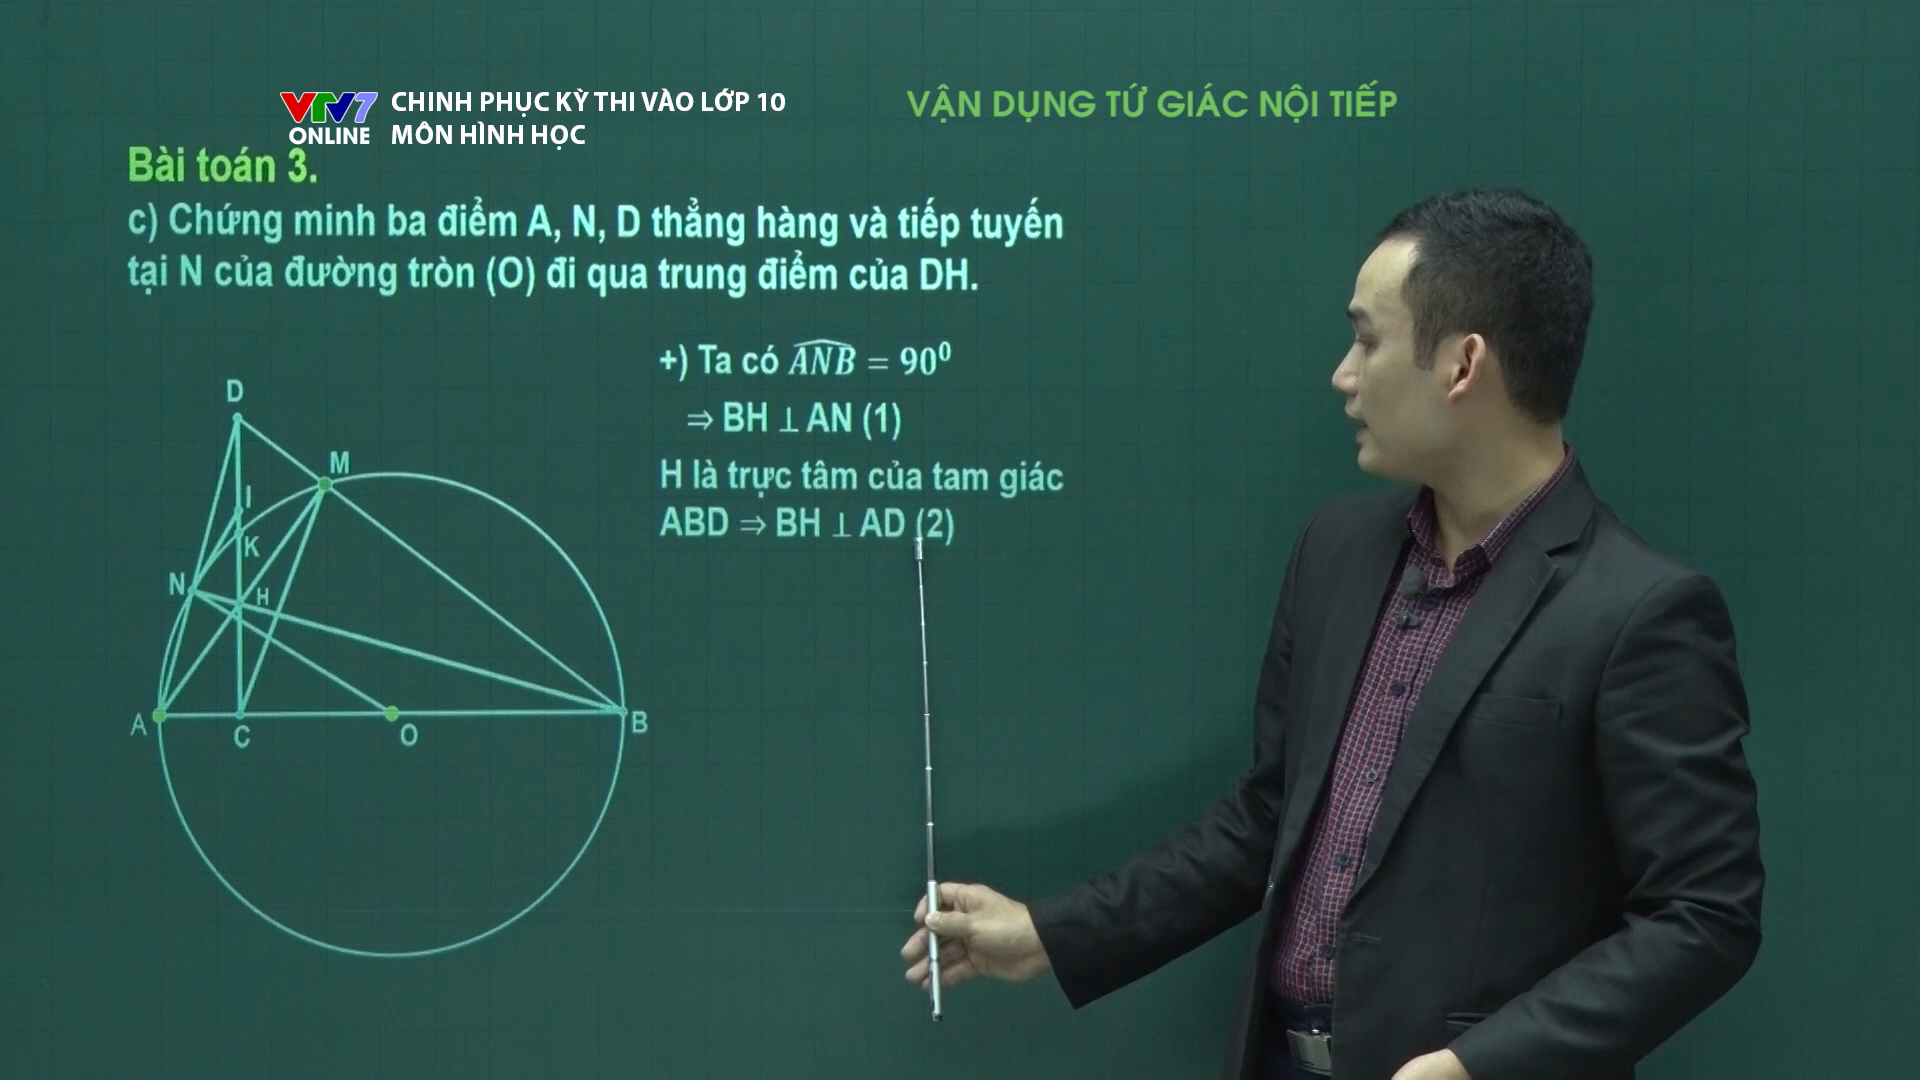 VTV7
ONLINE
CHINH PHỤC KỲ THI VÀO LỚP 10
MÔN HÌNH HỌC
VẬN DỤNG TỨ GIÁC NỘI TIẾP
Bài toán 3.
c) Chứng minh ba điểm A, N, D thẳng hàng và tiếp tuyến
tại N của đường tròn (O) đi qua trung điểm của DH.
+) Ta có \widehat{ANB} = 90⁰
⇒ BH ⊥ AN (1)
H là trực tâm của tam giác
ABD ⇒ BH ⊥ AD (2)
D
M
I
K
N
H
A
C
O
B